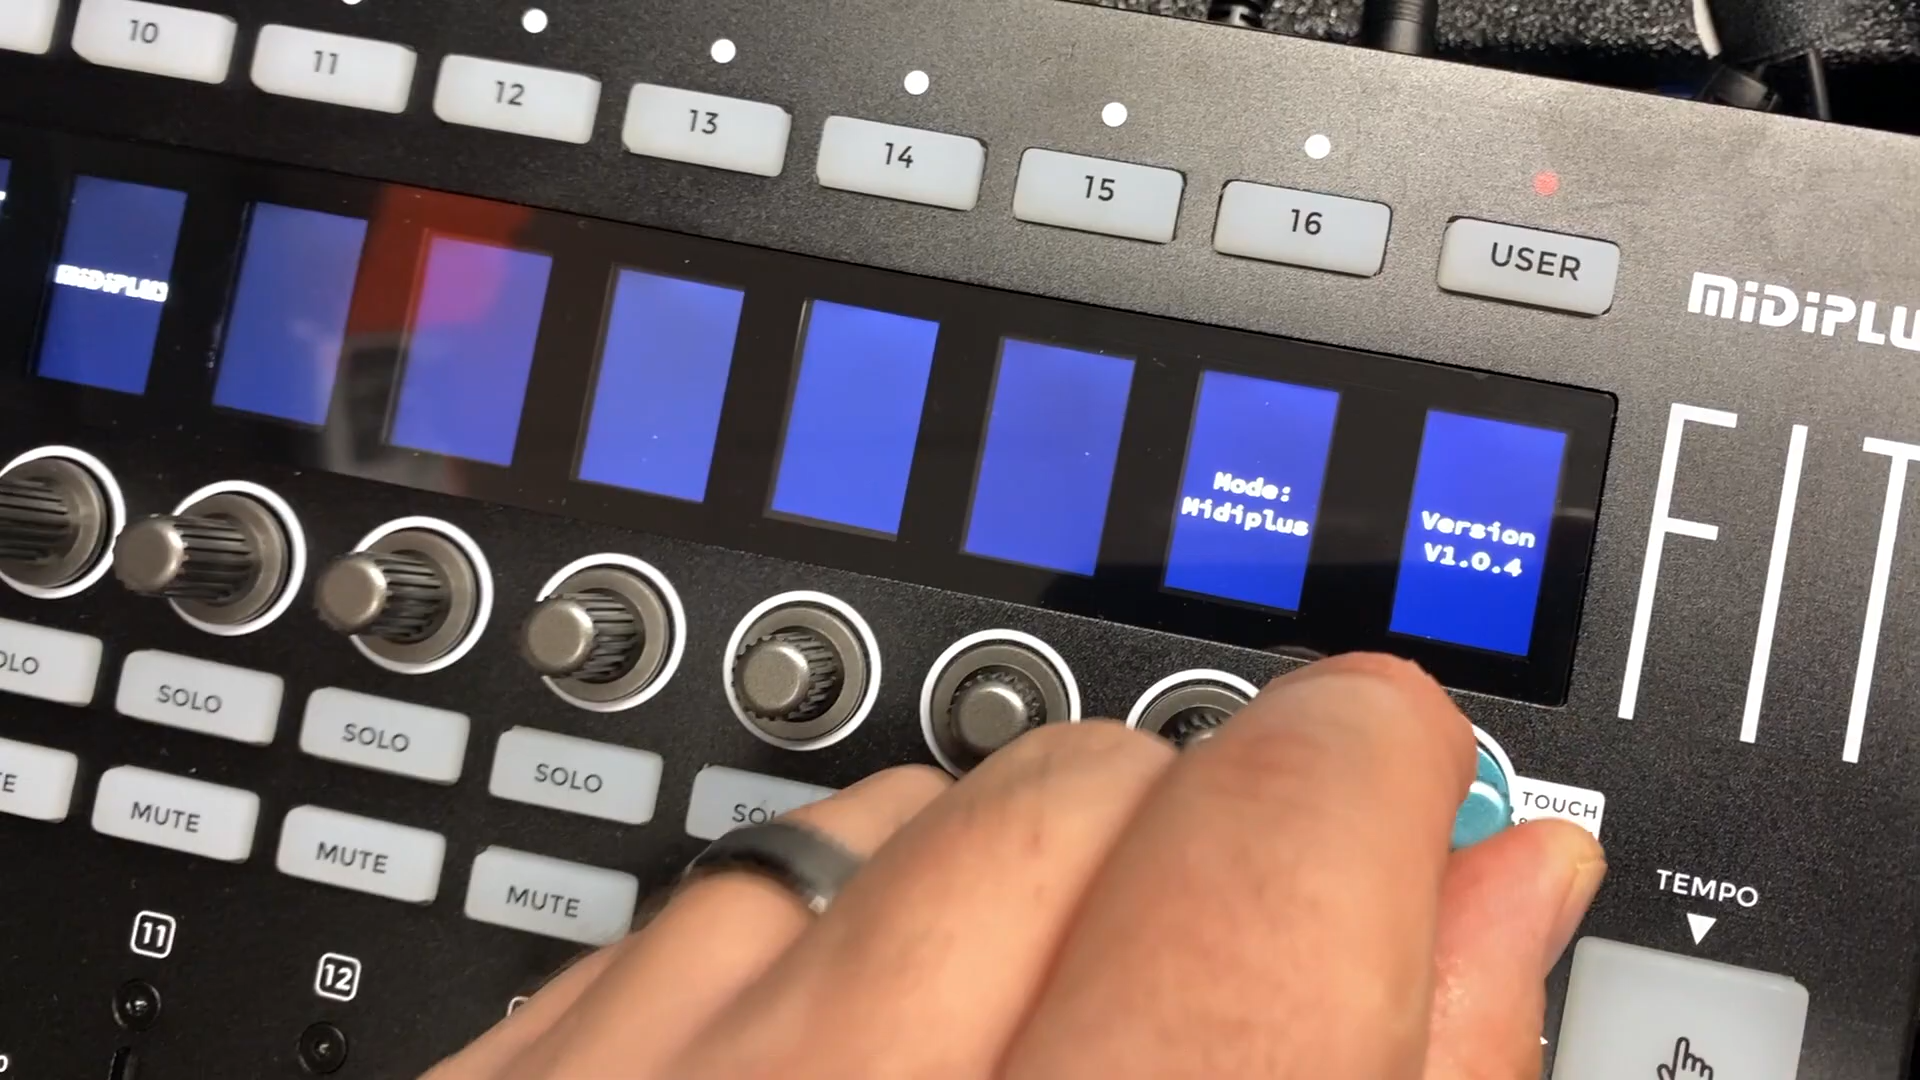 10
11
12
13
14
15
16
USER
MiDiPLU
MiDiPLUS
Mode:
Midiplus
Version
V1.0.4
FIT
SOLO
SOLO
SOLO
MUTE
MUTE
MUTE
TOUCH
TEMPO
11
12